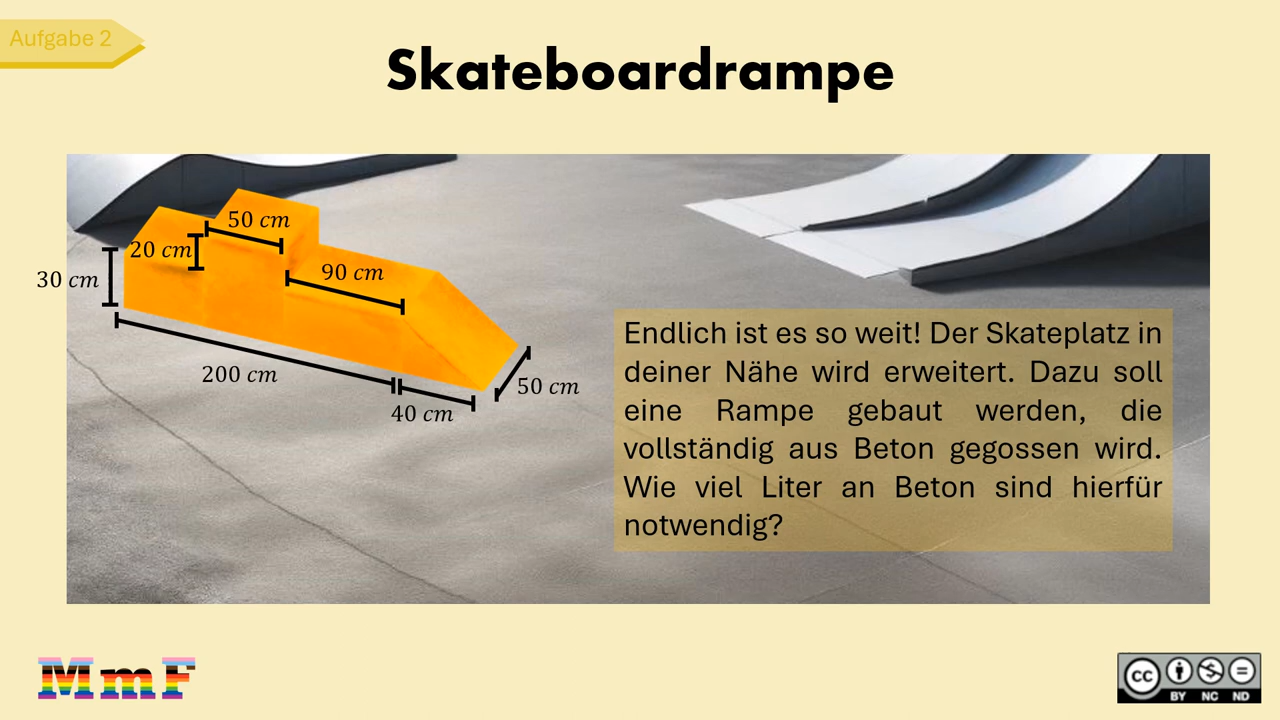 Aufgabe 2
Skateboardrampe
50 cm
20 cm
30 cm
90 cm
200 cm
40 cm
50 cm
Endlich ist es so weit! Der Skateplatz in
deiner Nähe wird erweitert. Dazu soll
eine Rampe gebaut werden, die
vollständig aus Beton gegossen wird.
Wie viel Liter an Beton sind hierfür
notwendig?
MmF
cc
BY NC ND